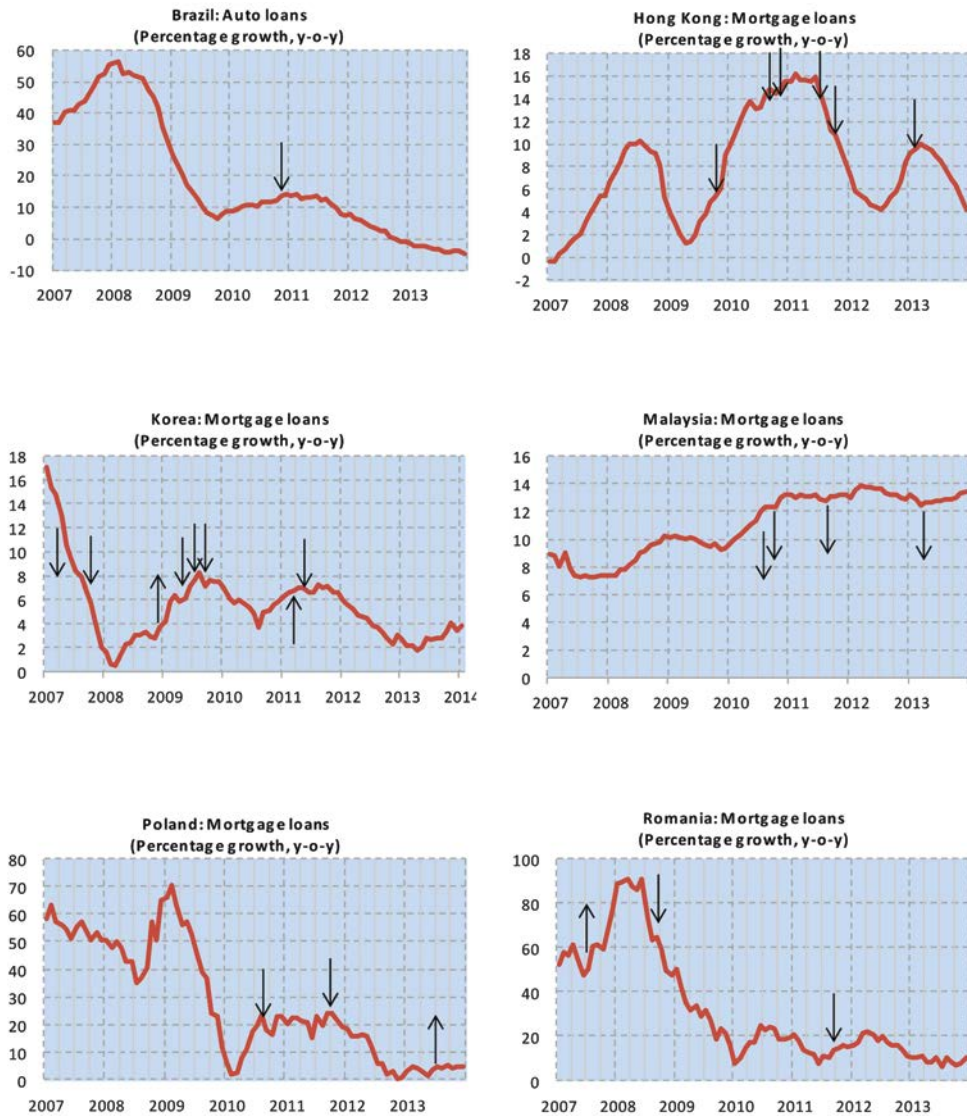 Brazil: Auto loans
(Percentage growth, y-o-y)
60
50
40
30
20
10
0
-10
2007 2008 2009 2010 2011 2012 2013
Hong Kong: Mortgage loans
(Percentage growth, y-o-y)
18
16
14
12
10
8
6
4
2
0
-2
2007 2008 2009 2010 2011 2012 2013
Korea: Mortgage loans
(Percentage growth, y-o-y)
18
16
14
12
10
8
6
4
2
0
2007 2008 2009 2010 2011 2012 2013 2014
Malaysia: Mortgage loans
(Percentage growth, y-o-y)
16
14
12
10
8
6
4
2
0
2007 2008 2009 2010 2011 2012 2013
Poland: Mortgage loans
(Percentage growth, y-o-y)
80
70
60
50
40
30
20
10
0
2007 2008 2009 2010 2011 2012 2013
Romania: Mortgage loans
(Percentage growth, y-o-y)
100
80
60
40
20
0
2007 2008 2009 2010 2011 2012 2013